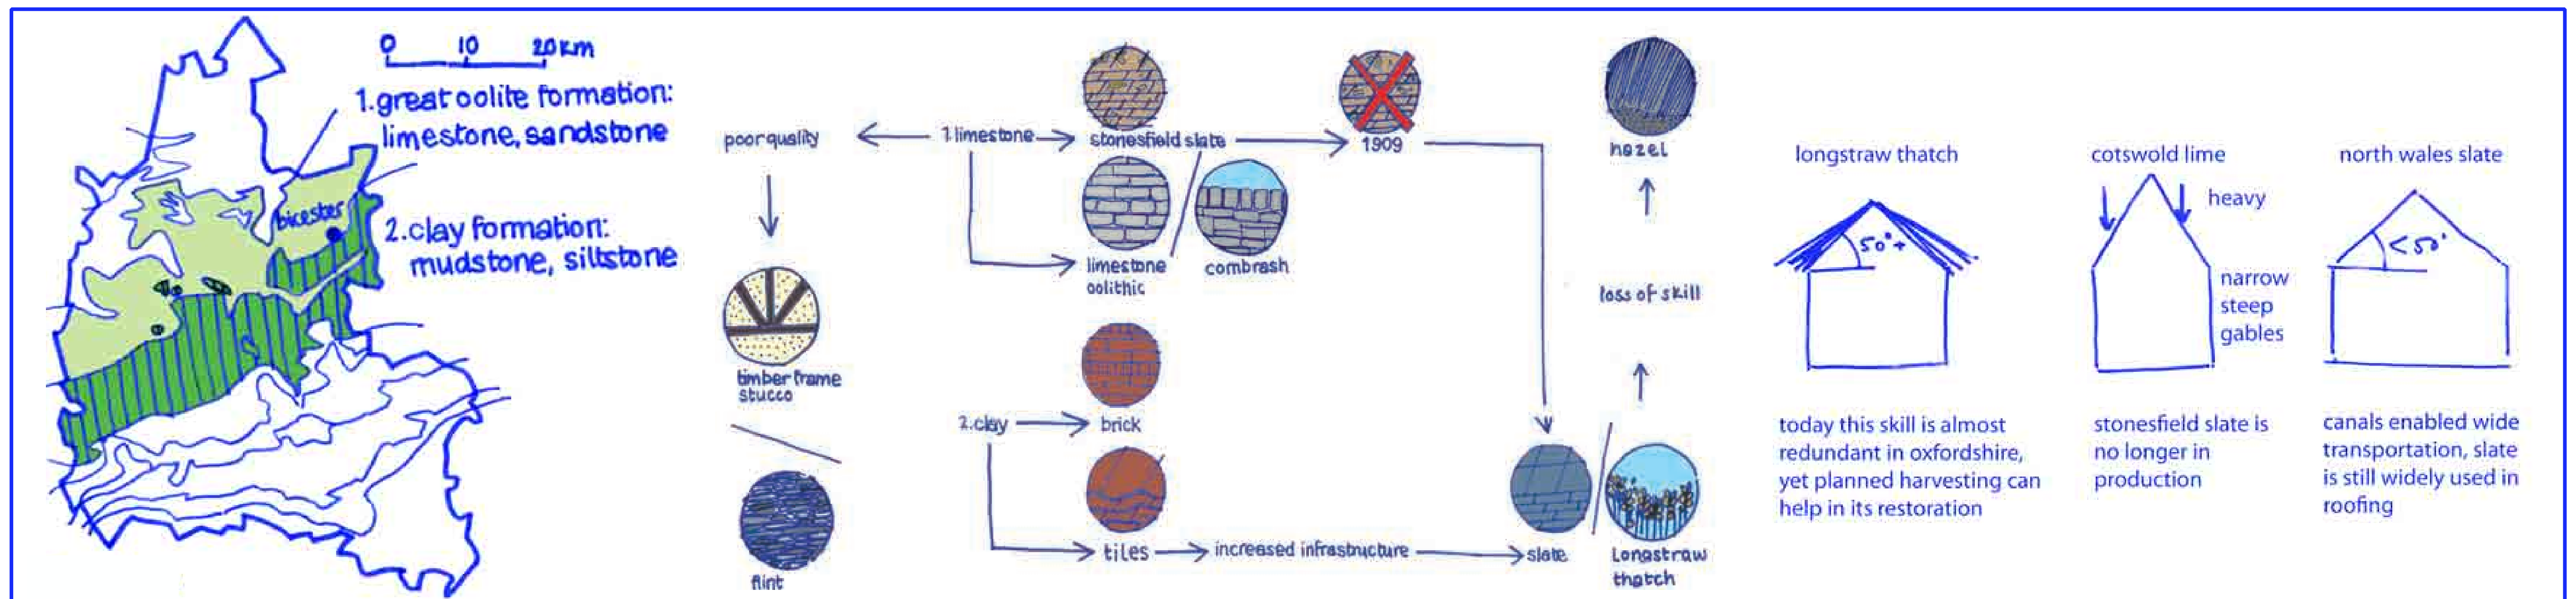 0 10 20km
1.great oolite formation:
limestone, sandstone
bicester
2.clay formation:
mudstone, siltstone
poor quality
1.limestone
stonesfield slate
1909
limestone
oolithic
combrash
timber frame
stucco
flint
2.clay
brick
tiles
increased infrastructure
slate
Longstraw
thatch
loss of skill
hazel
longstraw thatch
50°+
today this skill is almost
redundant in oxfordshire,
yet planned harvesting can
help in its restoration
cotswold lime
heavy
narrow
steep
gables
stonesfield slate is
no longer in
production
north wales slate
<50°
canals enabled wide
transportation, slate
is still widely used in
roofing